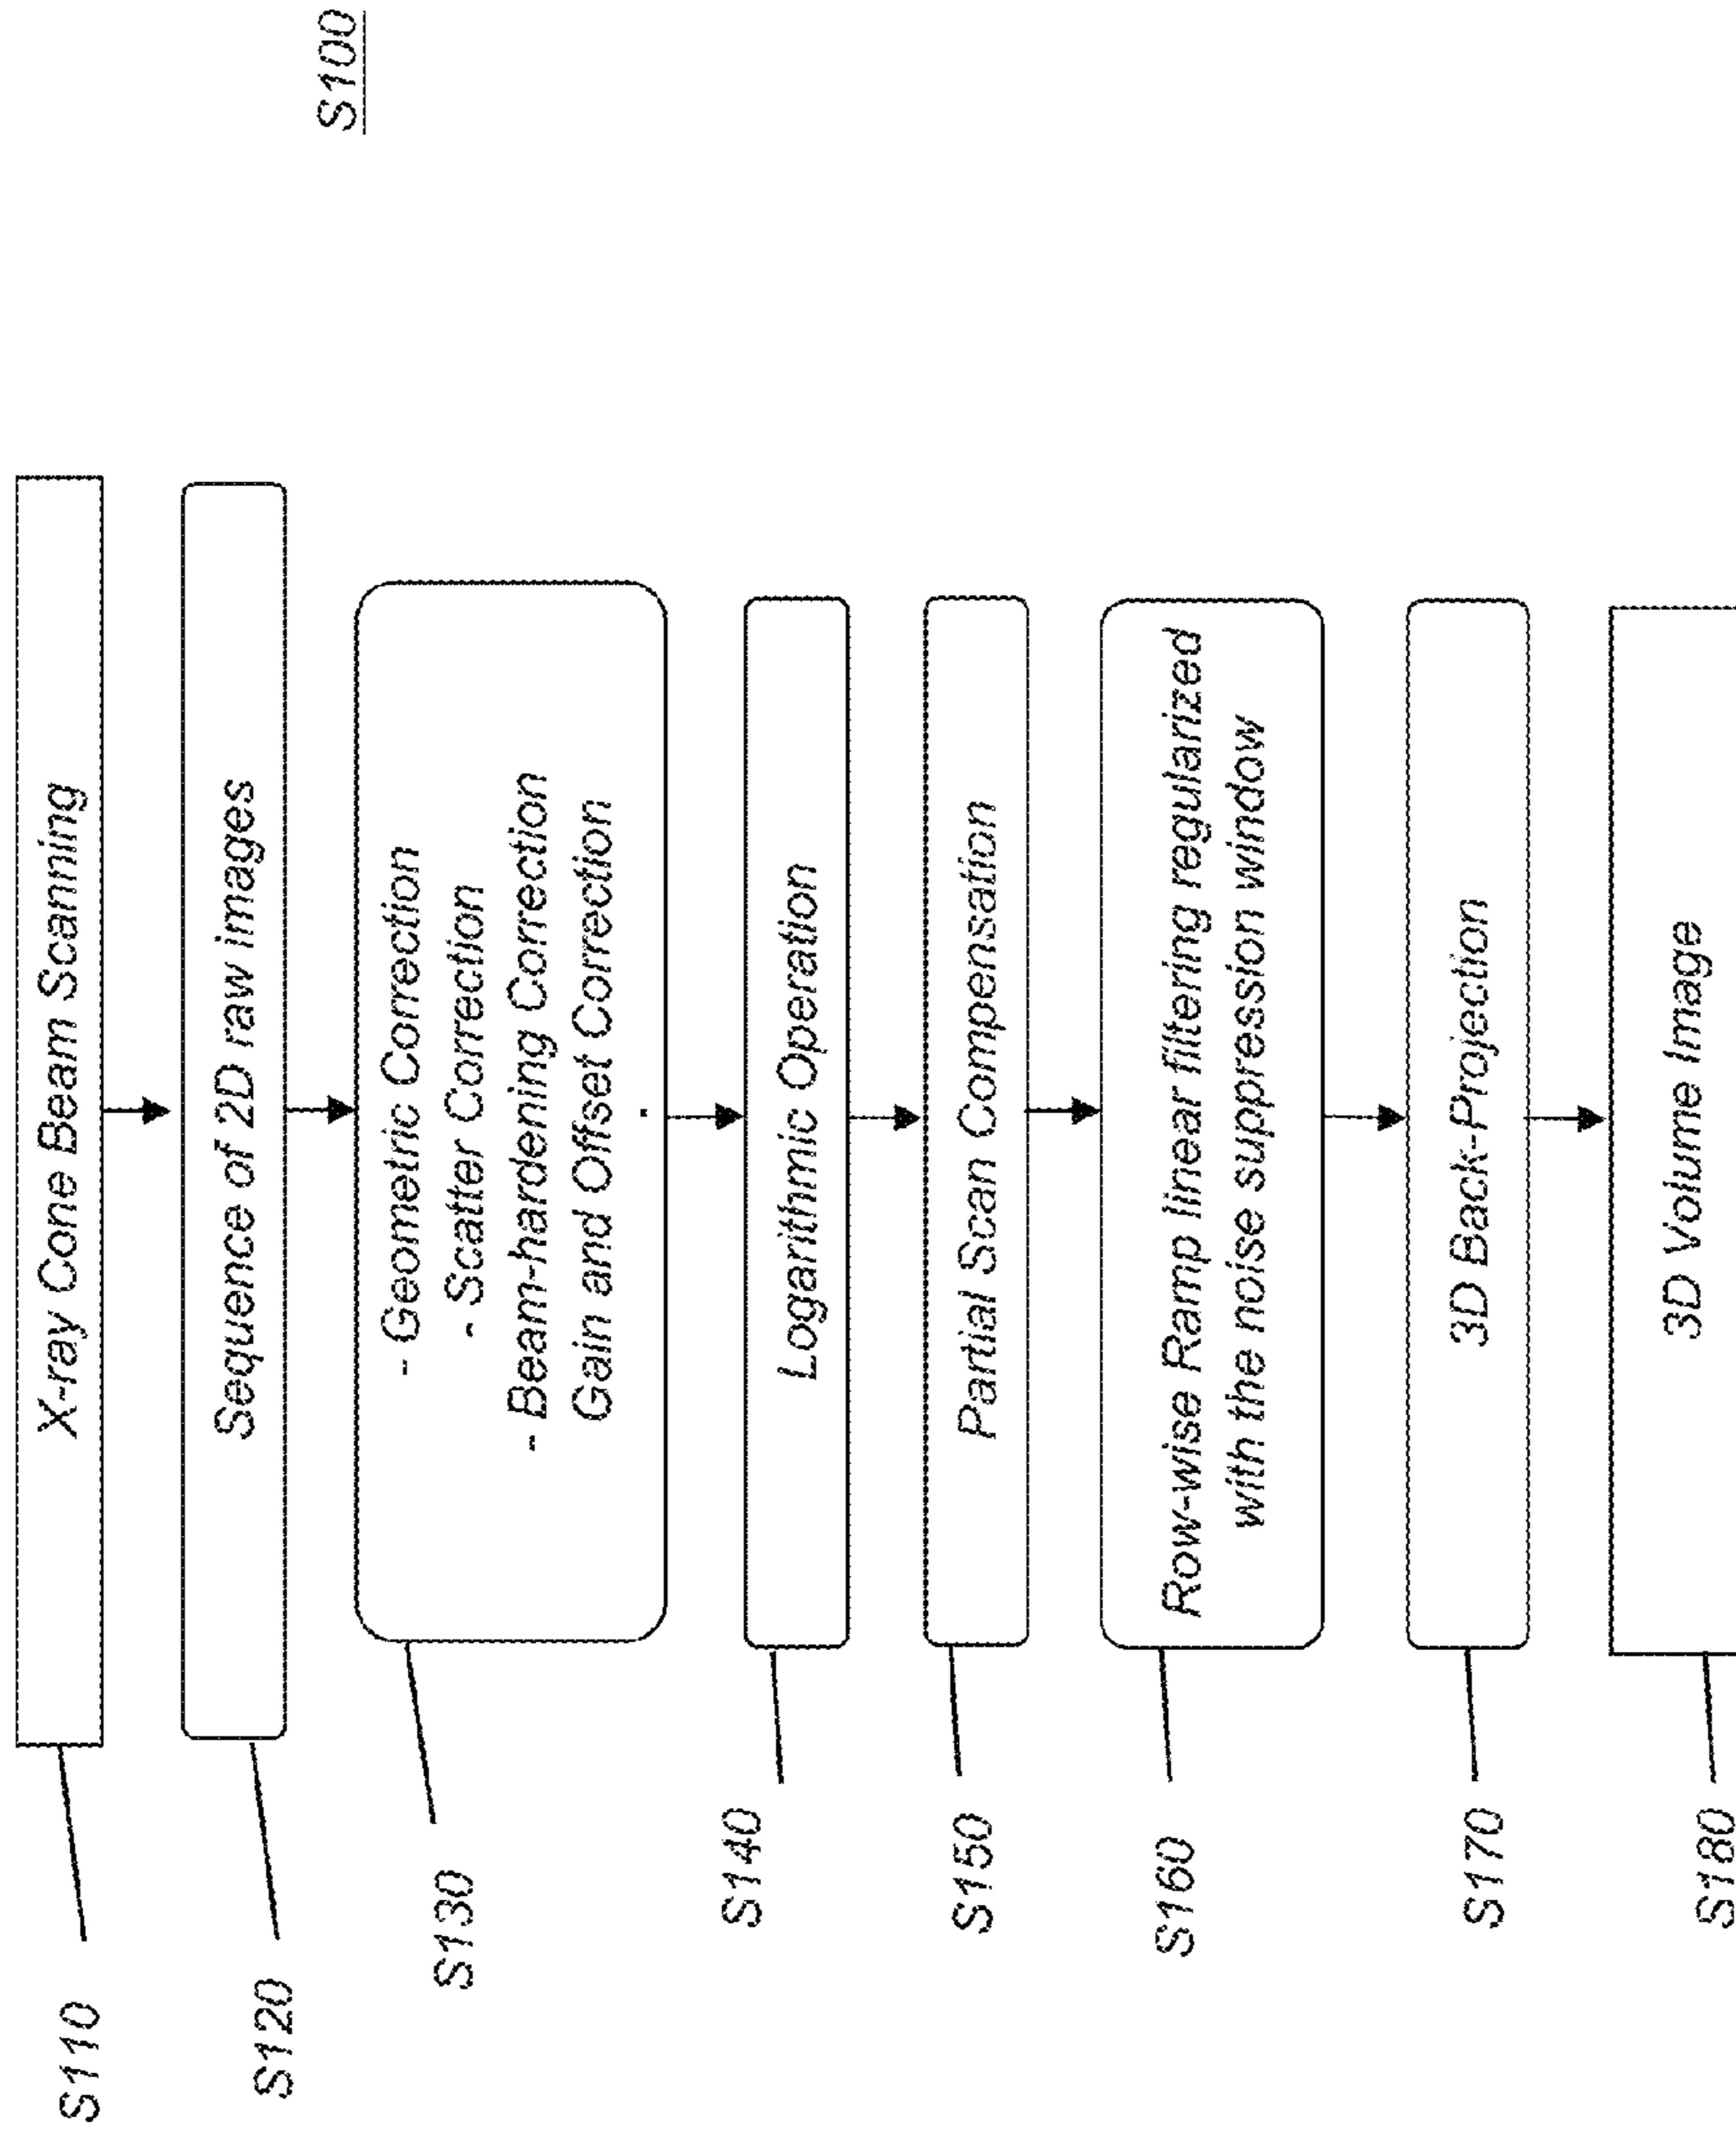 S100
S110
X-ray Cone Beam Scanning
S120
Sequence of 2D raw images
S130
- Geometric Correction
- Scatter Correction
- Beam-hardening Correction
Gain and Offset Correction
S140
Logarithmic Operation
S150
Partial Scan Compensation
S160
Row-wise Ramp linear filtering regularized
with the noise suppression window
S170
3D Back-Projection
S180
3D Volume Image